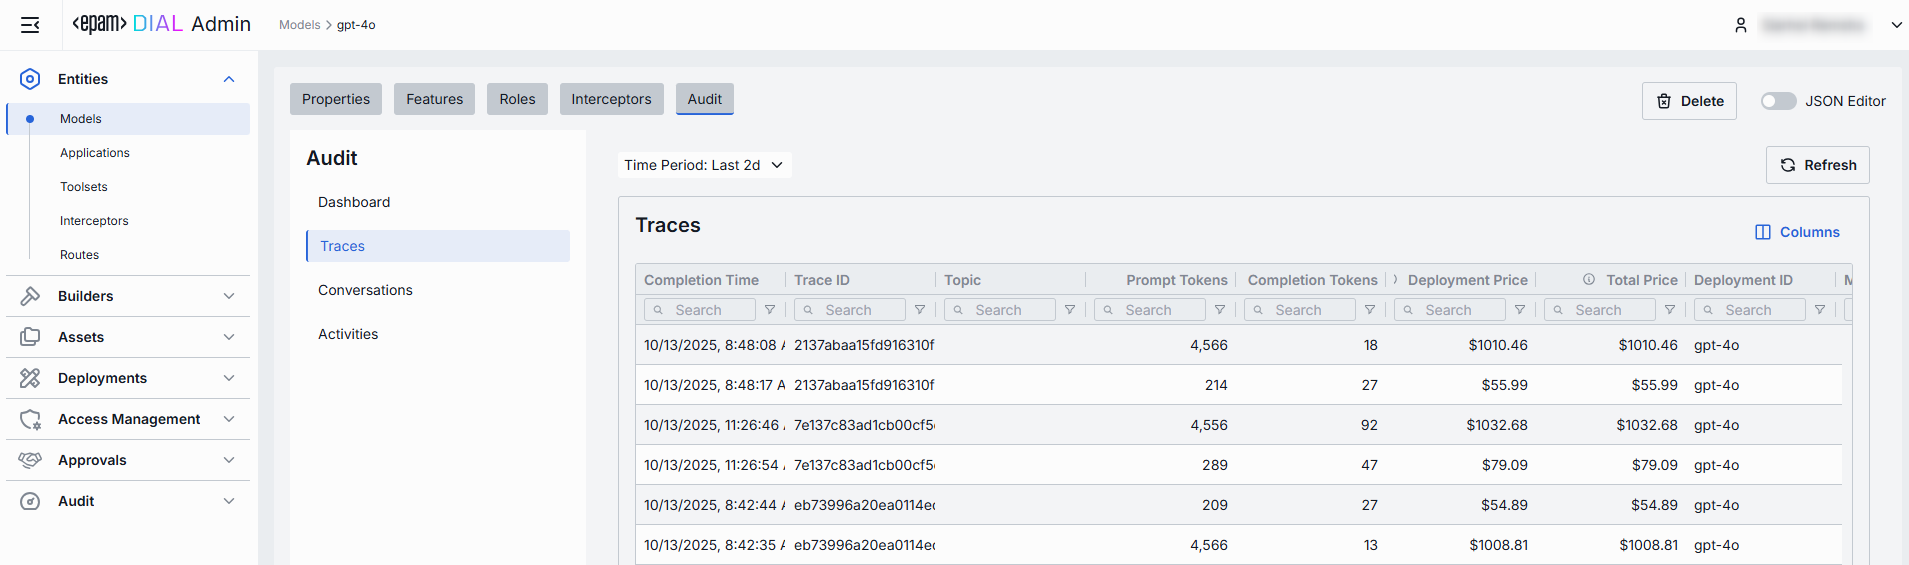 <epam> DIAL Admin
Models > gpt-4o
Entities
Models
Applications
Toolsets
Interceptors
Routes
Builders
Assets
Deployments
Access Management
Approvals
Audit
Properties Features Roles Interceptors Audit
Delete JSON Editor
Audit
Dashboard
Traces
Conversations
Activities
Time Period: Last 2d
Refresh
Traces
Columns
Completion Time Trace ID Topic Prompt Tokens Completion Tokens Deployment Price Total Price Deployment ID M
Search Search Search Search Search Search Search Search
10/13/2025, 8:48:08 A 2137abaa15fd916310f 4,566 18 $1010.46 $1010.46 gpt-4o
10/13/2025, 8:48:17 A 2137abaa15fd916310f 214 27 $55.99 $55.99 gpt-4o
10/13/2025, 11:26:46 7e137c83ad1cb00cf5 4,556 92 $1032.68 $1032.68 gpt-4o
10/13/2025, 11:26:54 7e137c83ad1cb00cf5 289 47 $79.09 $79.09 gpt-4o
10/13/2025, 8:42:44 A eb73996a20ea0114e 209 27 $54.89 $54.89 gpt-4o
10/13/2025, 8:42:35 A eb73996a20ea0114e 4,566 13 $1008.81 $1008.81 gpt-4o